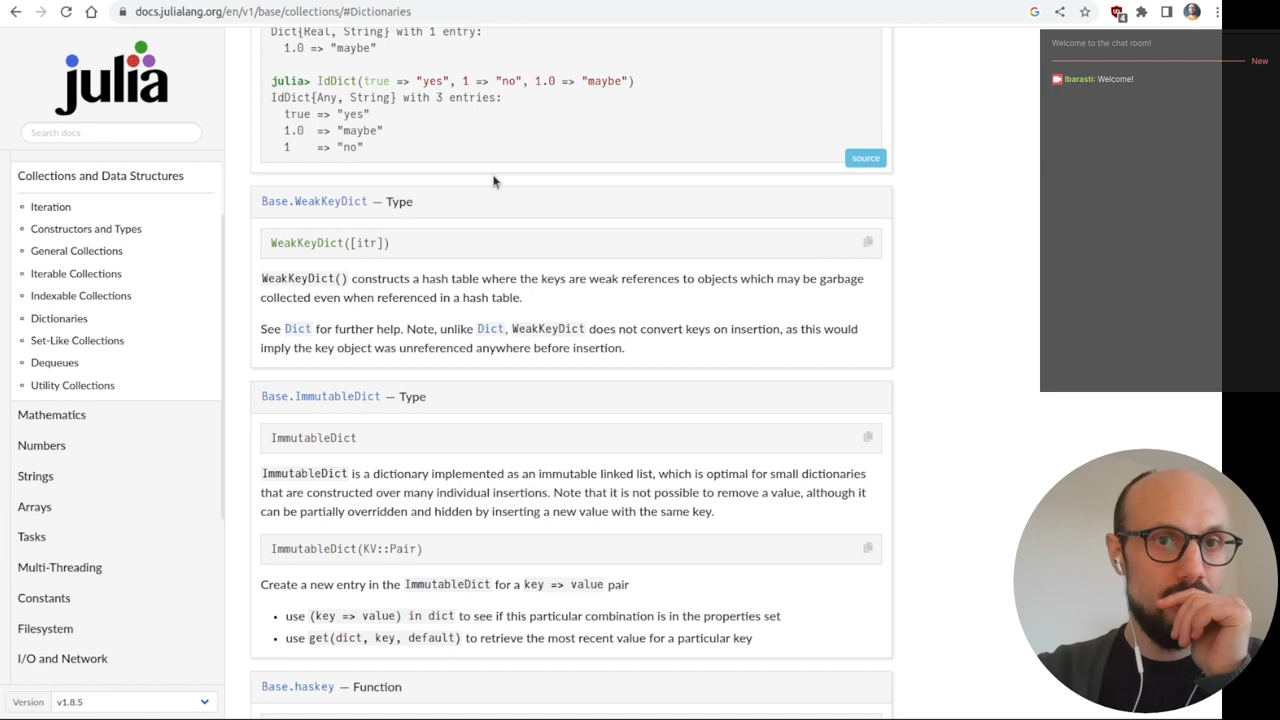 docs.julialang.org/en/v1/base/collections/#Dictionaries
4
julia
Search docs
Collections and Data Structures
Iteration
Constructors and Types
General Collections
Iterable Collections
Indexable Collections
Dictionaries
Set-Like Collections
Dequeues
Utility Collections
Mathematics
Numbers
Strings
Arrays
Tasks
Multi-Threading
Constants
Filesystem
I/O and Network
Version v1.8.5
Dict{Real, String} with 1 entry:
1.0 => "maybe"
julia> IdDict(true => "yes", 1 => "no", 1.0 => "maybe")
IdDict{Any, String} with 3 entries:
true => "yes"
1.0 => "maybe"
1 => "no"
source
Base.WeakKeyDict — Type
WeakKeyDict([itr])
WeakKeyDict() constructs a hash table where the keys are weak references to objects which may be garbage
collected even when referenced in a hash table.
See Dict for further help. Note, unlike Dict, WeakKeyDict does not convert keys on insertion, as this would
imply the key object was unreferenced anywhere before insertion.
Base.ImmutableDict — Type
ImmutableDict
ImmutableDict is a dictionary implemented as an immutable linked list, which is optimal for small dictionaries
that are constructed over many individual insertions. Note that it is not possible to remove a value, although it
can be partially overridden and hidden by inserting a new value with the same key.
ImmutableDict(KV::Pair)
Create a new entry in the ImmutableDict for a key => value pair
• use (key => value) in dict to see if this particular combination is in the properties set
• use get(dict, key, default) to retrieve the most recent value for a particular key
Base.haskey — Function
Welcome to the chat room!
New
lbarasti: Welcome!